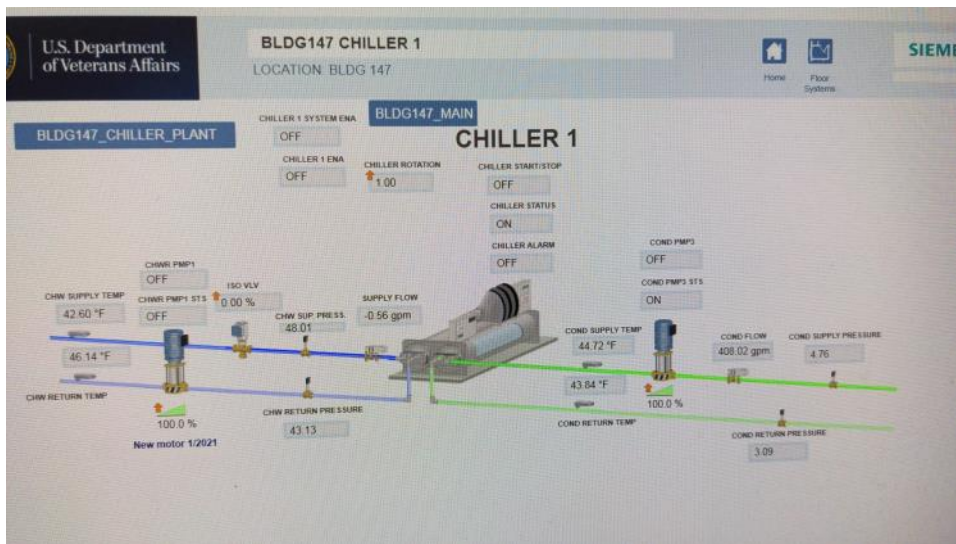 U.S. Department
of Veterans Affairs
BLDG147 CHILLER 1
LOCATION: BLDG 147
Home
Floor
Systems
SIEM
BLDG147_CHILLER_PLANT
CHILLER 1 SYSTEM ENA
OFF
BLDG147_MAIN
CHILLER 1
CHILLER 1 ENA
OFF
CHILLER ROTATION
1.00
CHILLER START/STOP
OFF
CHILLER STATUS
ON
CHILLER ALARM
OFF
COND PMP3
OFF
COND PMP3 STS
ON
CHWR PMP1
OFF
CHWR PMP1 STS
OFF
ISO VLV
0.00 %
CHW SUPPLY TEMP
42.60 °F
CHW SUP. PRESS.
48.01
SUPPLY FLOW
-0.56 gpm
COND SUPPLY TEMP
44.72 °F
COND FLOW
408.02 gpm
COND SUPPLY PRESSURE
4.76
46.14 °F
CHW RETURN TEMP
43.84 °F
COND RETURN TEMP
100.0 %
100.0 %
New motor 1/2021
CHW RETURN PRESSURE
43.13
COND RETURN PRESSURE
3.09